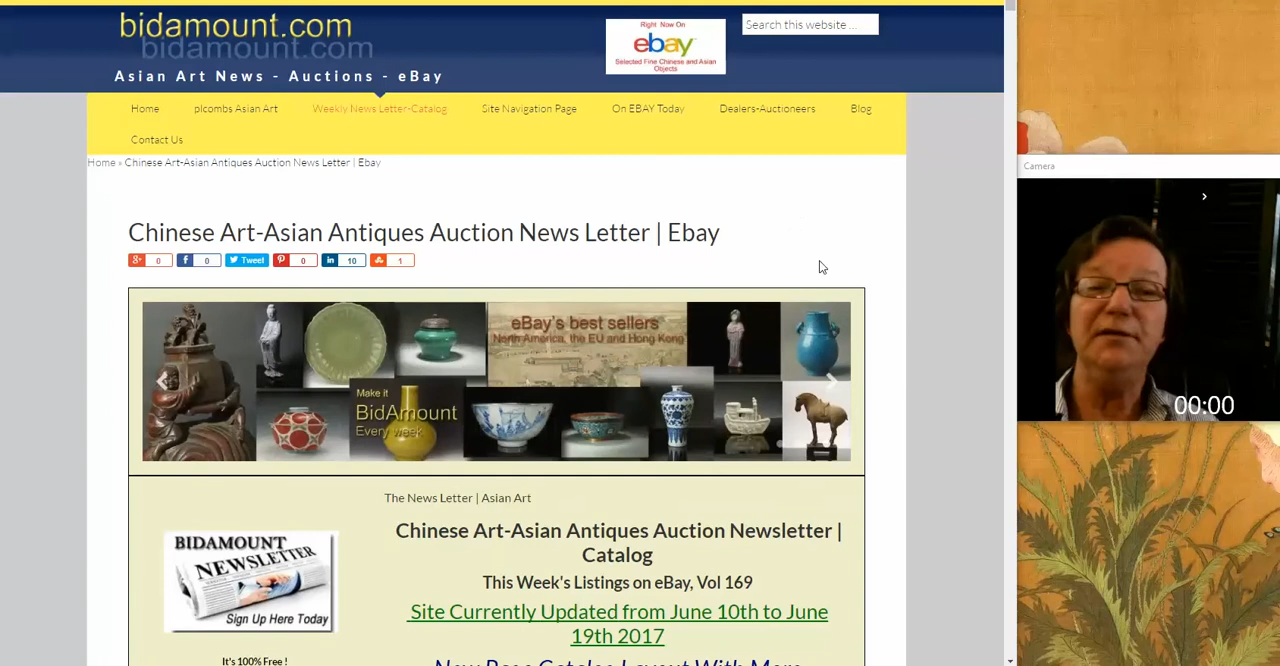 bidamount.com
bidamount.com
Asian Art News - Auctions - eBay
Right Now On
ebay
Selected Fine Chinese and Asian
Objects
Search this website ...
Home plcombs Asian Art Weekly News Letter-Catalog Site Navigation Page On EBAY Today Dealers-Auctioneers Blog
Contact Us
Home » Chinese Art-Asian Antiques Auction News Letter | Ebay
Chinese Art-Asian Antiques Auction News Letter | Ebay
0 0 Tweet 0 10 1
eBay's best sellers
North America, the EU and Hong Kong
Make it
BidAmount
Every week
The News Letter | Asian Art
Chinese Art-Asian Antiques Auction Newsletter |
Catalog
This Week's Listings on eBay, Vol 169
Site Currently Updated from June 10th to June
19th 2017
New Page Catalog Layout With More
BIDAMOUNT
NEWSLETTER
Sign Up Here Today
It's 100% Free !
Camera
00:00